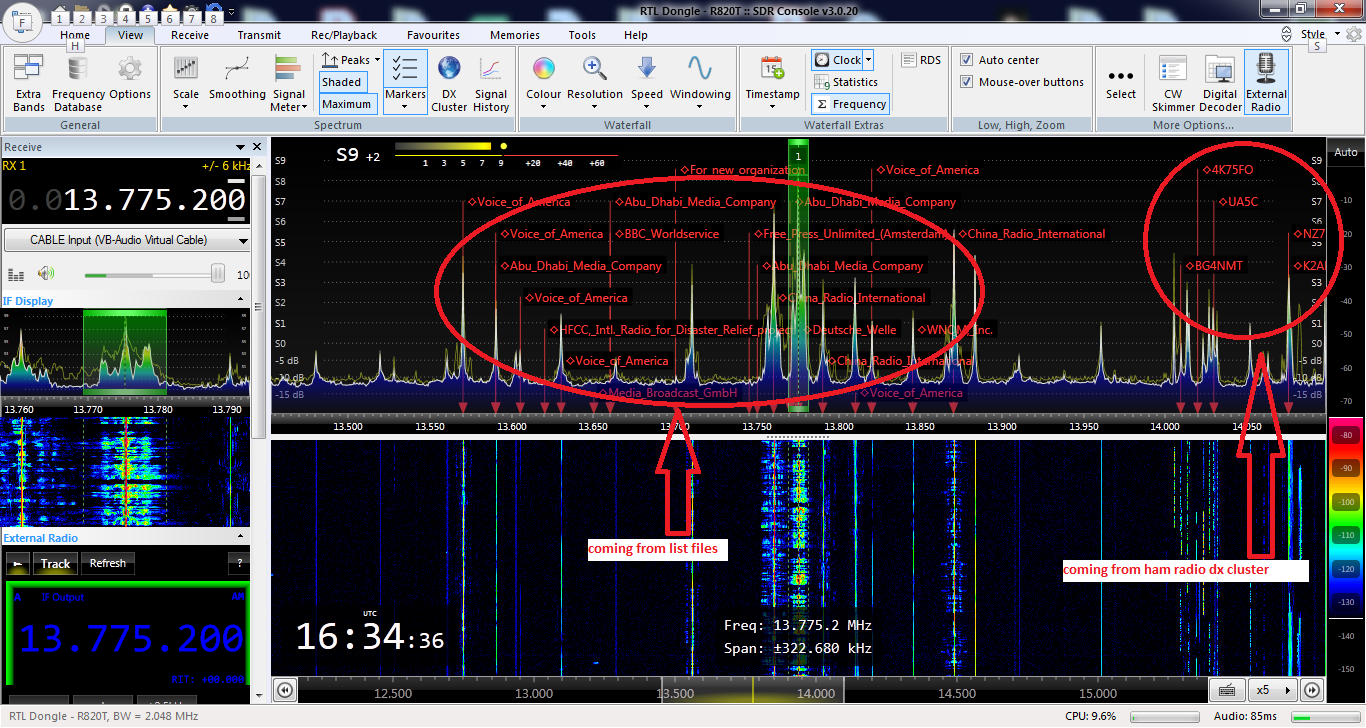 RTL Dongle - R820T :: SDR Console v3.0.20
F
1 2 3 4 5 6 7 8
Home View Receive Transmit Rec/Playback Favourites Memories Tools Help
Style
H
S
Extra Bands
Frequency Database
Options
General
Scale
Smoothing
Signal Meter
Peaks
Shaded
Maximum
Markers
DX Cluster
Signal History
Spectrum
Colour
Resolution
Speed
Windowing
Waterfall
Timestamp
Clock
Statistics
Σ Frequency
RDS
Waterfall Extras
Auto center
Mouse-over buttons
Low, High, Zoom
Select
CW Skimmer
Digital Decoder
External Radio
More Options...
Receive
RX 1 +/- 6 kHz
0.013.775.200
CABLE Input (VB-Audio Virtual Cable)
10
IF Display
13.760 13.770 13.780 13.790
External Radio
Track
Refresh
?
A IF Output AM
13.775.200
RIT: +00.000
S9 +2
1 3 5 7 9 +20 +40 +60
1
S9
S8
S7
S6
S5
S4
S3
S2
S1
S0
-5 dB
-10 dB
-15 dB
For_new_organization
Voice_of_America
4K75FO
Voice_of_America
Abu_Dhabi_Media_Company
Abu_Dhabi_Media_Company
UA5C
Voice_of_America
BBC_Worldservice
Free_Press_Unlimited_(Amsterdam)
China_Radio_International
NZ7
Abu_Dhabi_Media_Company
Abu_Dhabi_Media_Company
BG4NMT
K2A
Voice_of_America
China_Radio_International
HFCC_Intl._Radio_for_Disaster_Relief_project
Deutsche_Welle
WNQM_Inc.
Voice_of_America
China_Radio_International
Media_Broadcast_GmbH
Voice_of_America
S9
S8
S7
S5
S4
S3
S1
S0
-5 dB
-10 dB
-15 dB
13.500 13.550 13.600 13.650 13.700 13.750 13.800 13.850 13.900 13.950 14.000 14.050
coming from list files
coming from ham radio dx cluster
UTC
16:34:36
Freq: 13.775.2 MHz
Span: ±322.680 kHz
12.500 13.000 13.500 14.000 14.500 15.000
x5
Auto
-10
-20
-30
-40
-50
-60
-70
-80
-90
-100
-110
-120
-130
-140
-150
RTL Dongle - R820T, BW = 2.048 MHz
CPU: 9.6%
Audio: 85ms